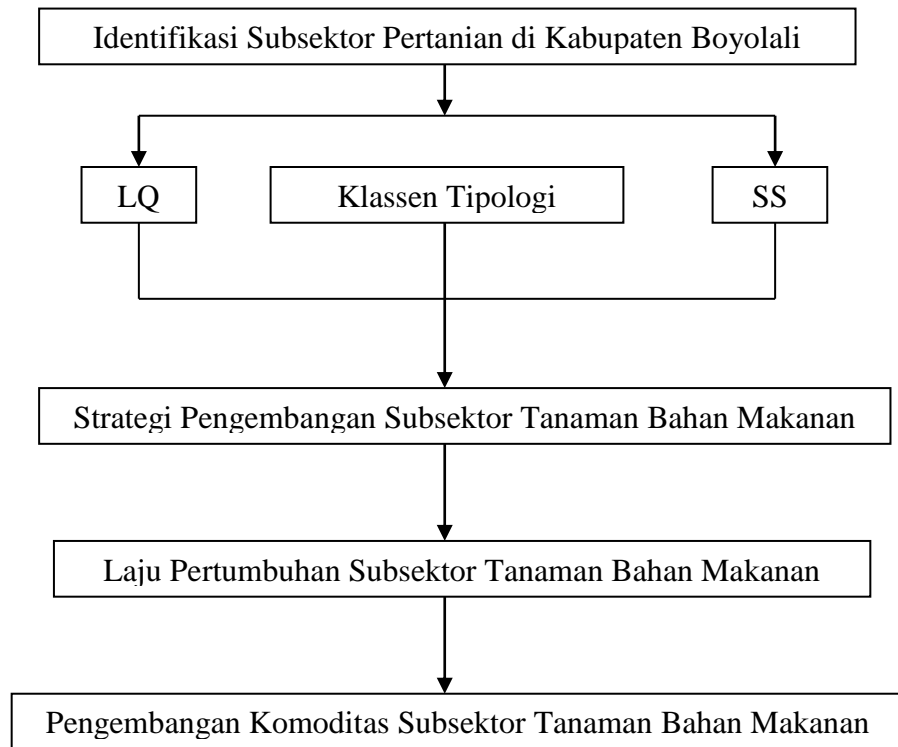 Identifikasi Subsektor Pertanian di Kabupaten Boyolali
LQ
Klassen Tipologi
SS
Strategi Pengembangan Subsektor Tanaman Bahan Makanan
Laju Pertumbuhan Subsektor Tanaman Bahan Makanan
Pengembangan Komoditas Subsektor Tanaman Bahan Makanan